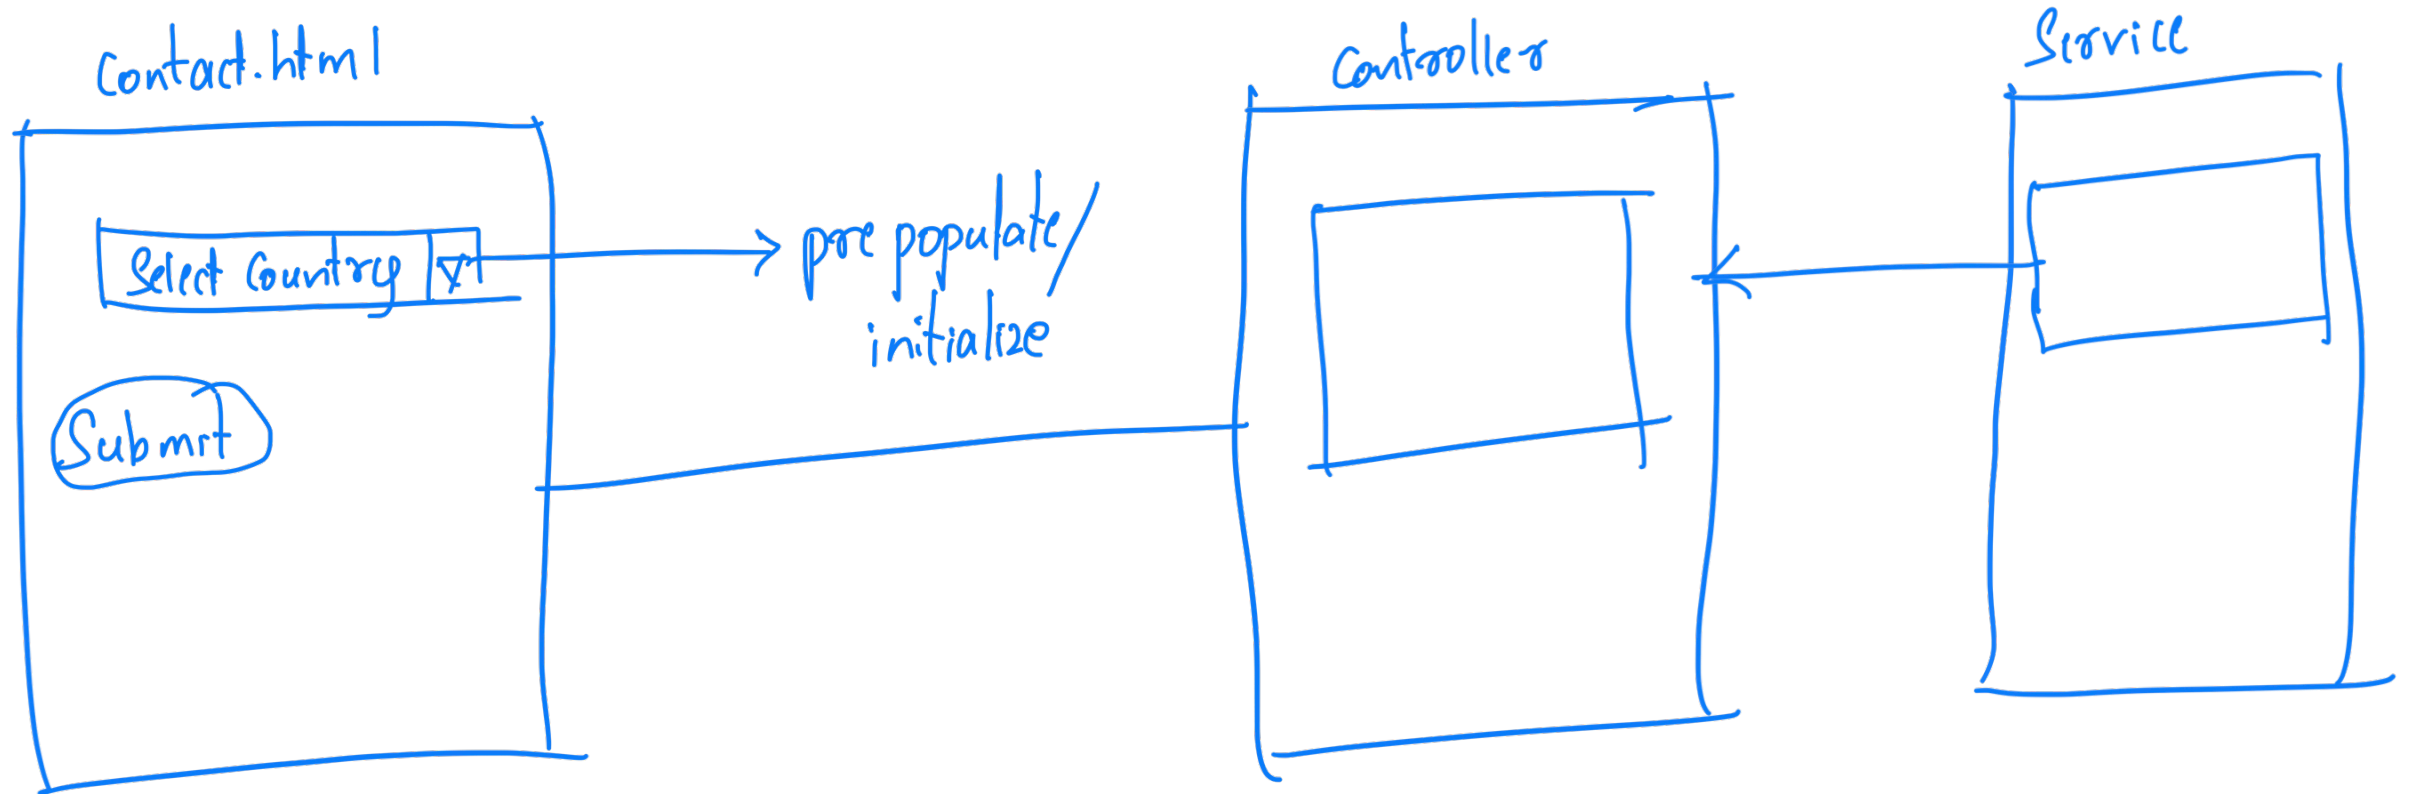 Contact.html
Controller
Service
Select Country
pre populate/
initialize
Submit